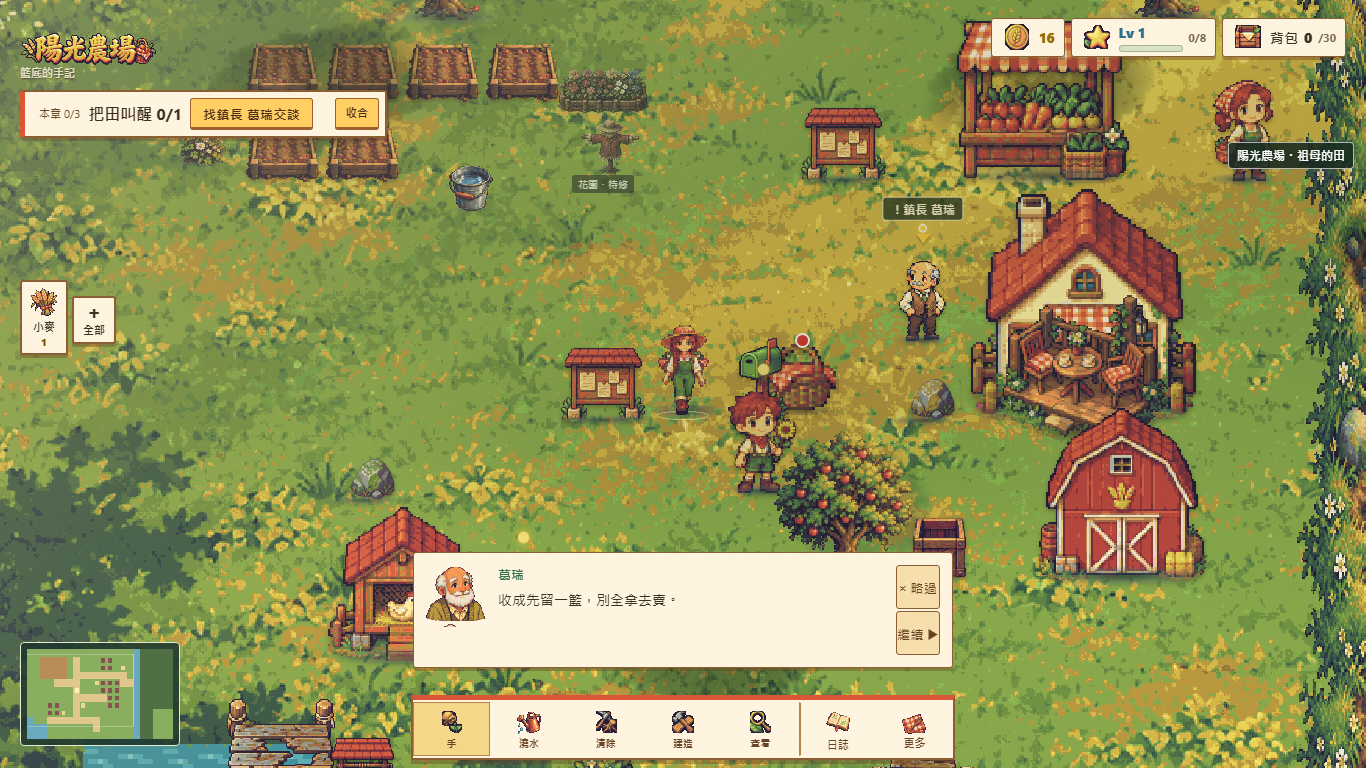 陽光農場
籃底的手記
本章 0/3 把田叫醒 0/1 找鎮長 葛瑞交談 收合
16
Lv 1 0/8
背包 0 /30
陽光農場・祖母的田
花圃・待修
! 鎮長 葛瑞
小麥
1
+
全部
葛瑞
收成先留一籃，別全拿去賣。
× 略過
繼續 ▶
手
澆水
清除
建造
查看
日誌
更多